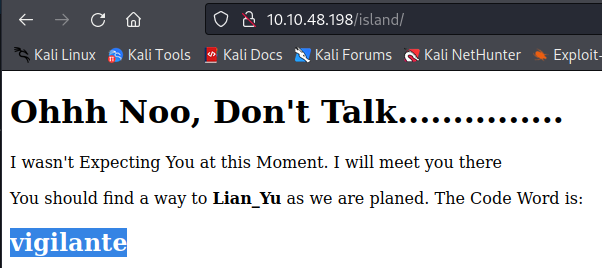 10.10.48.198/island/
Kali Linux Kali Tools Kali Docs Kali Forums Kali NetHunter Exploit-
Ohhh Noo, Don't Talk...............
I wasn't Expecting You at this Moment. I will meet you there
You should find a way to Lian_Yu as we are planed. The Code Word is:
vigilante